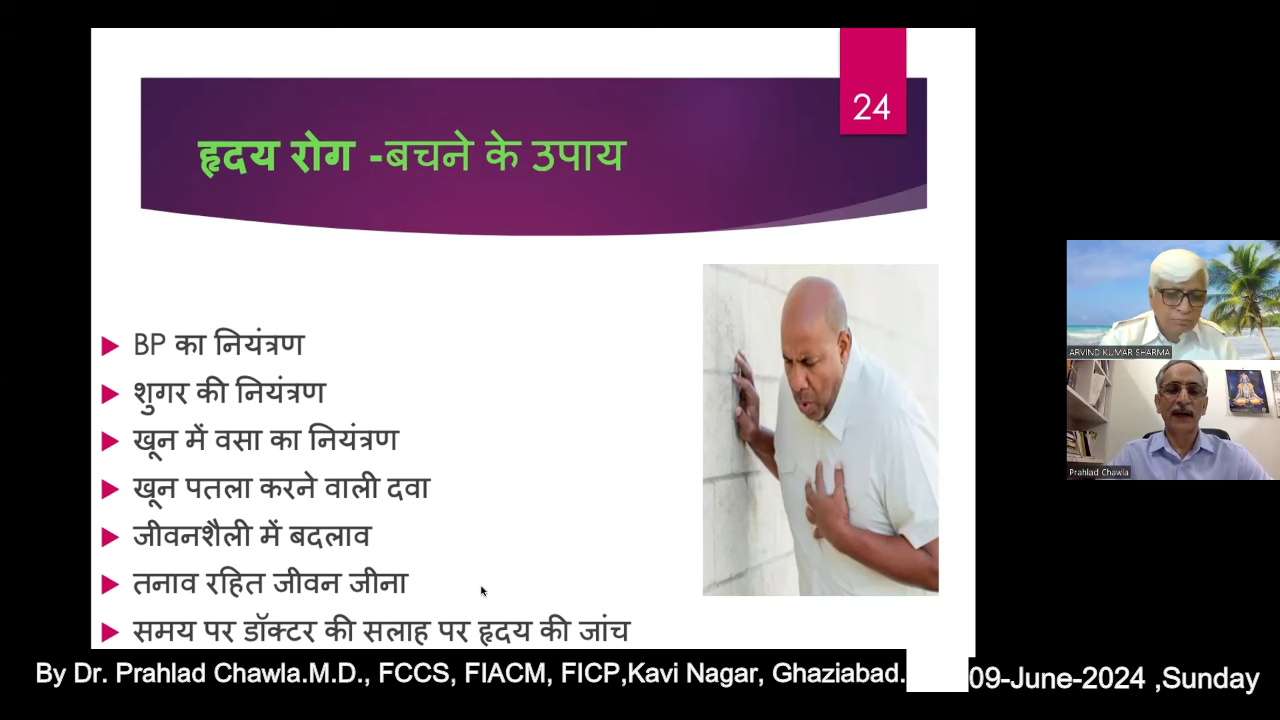 24
हृदय रोग -बचने के उपाय
BP का नियंत्रण
शुगर की नियंत्रण
खून में वसा का नियंत्रण
खून पतला करने वाली दवा
जीवनशैली में बदलाव
तनाव रहित जीवन जीना
समय पर डॉक्टर की सलाह पर हृदय की जांच
ARVIND KUMAR SHARMA
Prahlad Chawla
By Dr. Prahlad Chawla.M.D., FCCS, FIACM, FICP,Kavi Nagar, Ghaziabad.
09-June-2024 ,Sunday